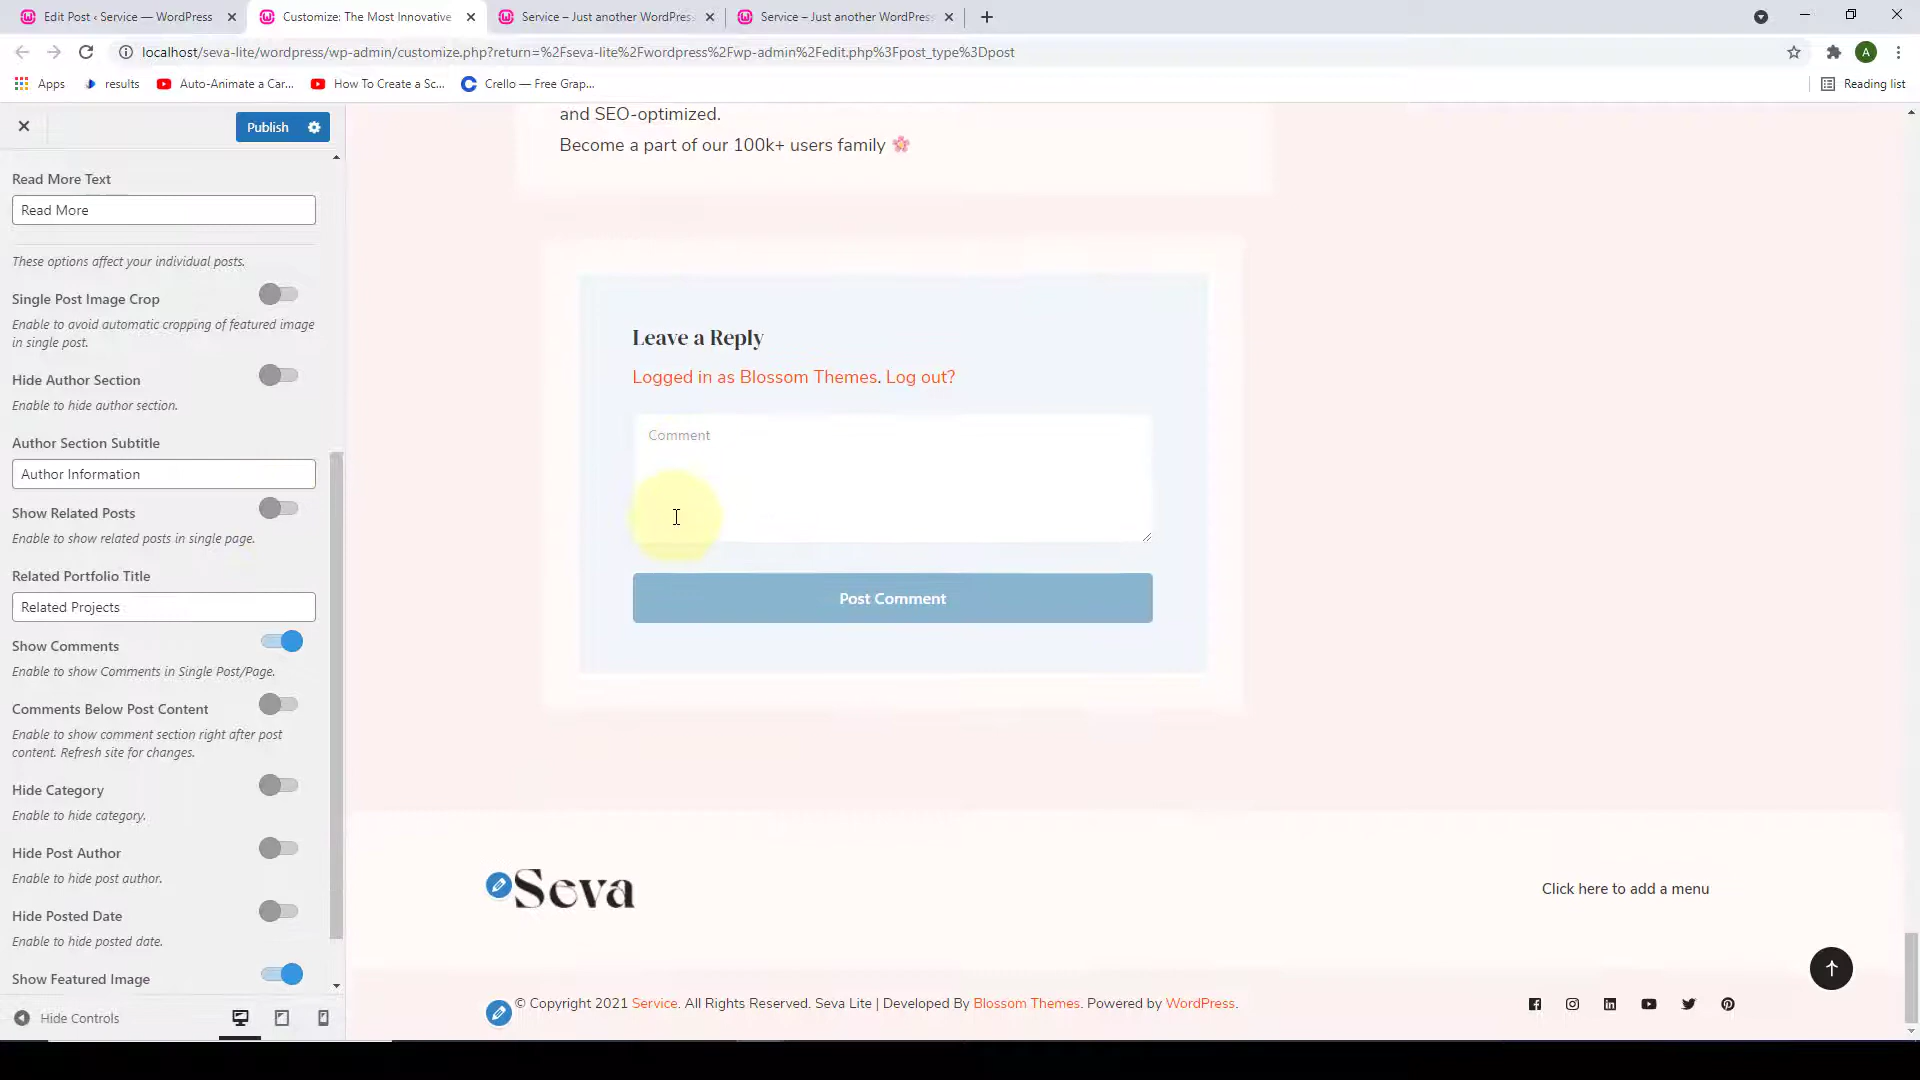 Edit Post ‹ Service — WordPress
Customize: The Most Innovative
Service – Just another WordPres
Service – Just another WordPress
localhost/seva-lite/wordpress/wp-admin/customize.php?return=%2Fseva-lite%2Fwordpress%2Fwp-admin%2Fedit.php%3Fpost_type%3Dpost
A
Apps
results
Auto-Animate a Car...
How To Create a Sc...
Crello — Free Grap...
Reading list
Publish
Read More Text
Read More
These options affect your individual posts.
Single Post Image Crop
Enable to avoid automatic cropping of featured image
in single post.
Hide Author Section
Enable to hide author section.
Author Section Subtitle
Author Information
Show Related Posts
Enable to show related posts in single page.
Related Portfolio Title
Related Projects
Show Comments
Enable to show Comments in Single Post/Page.
Comments Below Post Content
Enable to show comment section right after post
content. Refresh site for changes.
Hide Category
Enable to hide category.
Hide Post Author
Enable to hide post author.
Hide Posted Date
Enable to hide posted date.
Show Featured Image
Hide Controls
and SEO-optimized.
Become a part of our 100k+ users family 🌸
Leave a Reply
Logged in as Blossom Themes. Log out?
Comment
Post Comment
Seva
Click here to add a menu
© Copyright 2021 Service. All Rights Reserved. Seva Lite | Developed By Blossom Themes. Powered by WordPress.